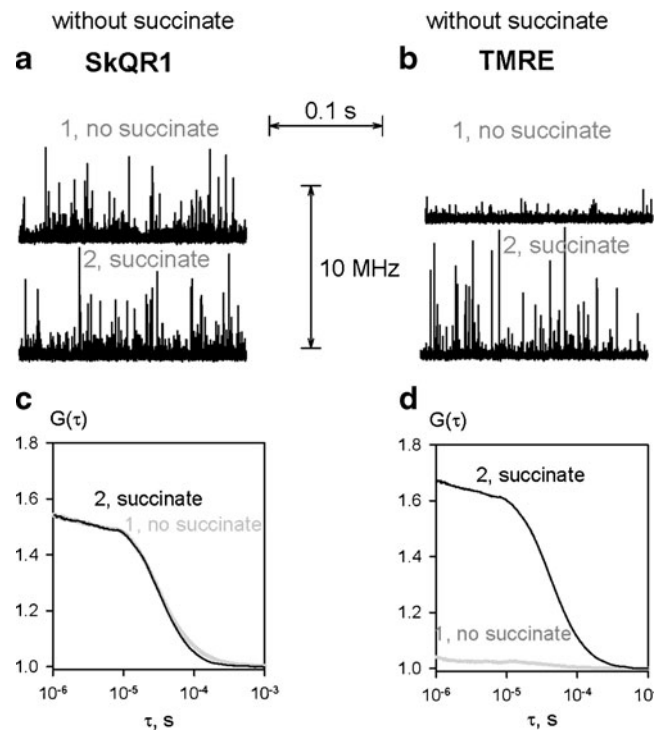 without succinate
a SkQR1
1, no succinate
2, succinate
0.1 s
10 MHz
without succinate
b TMRE
1, no succinate
2, succinate
c
G(τ)
1.8
1.6
1.4
1.2
1.0
2, succinate
1, no succinate
10-6 10-5 10-4 10-3
τ, s
d
G(τ)
1.8
1.6
1.4
1.2
1.0
2, succinate
1, no succinate
10-6 10-5 10-4 10
τ, s